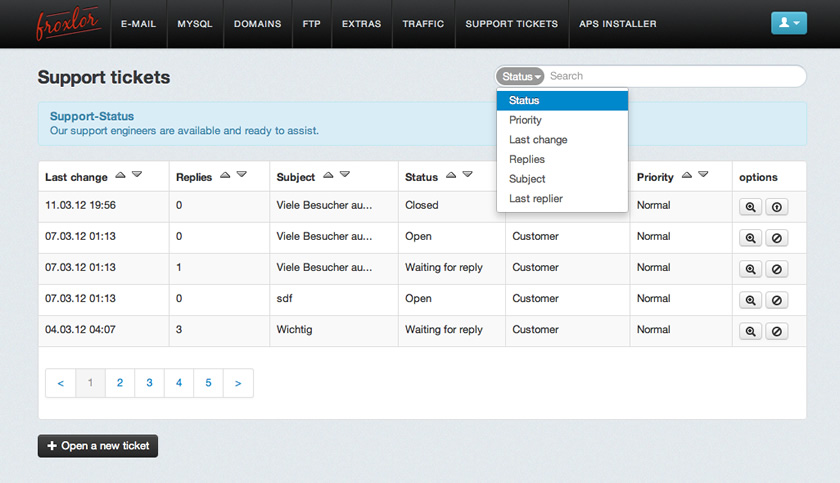 froxlor E-MAIL MYSQL DOMAINS FTP EXTRAS TRAFFIC SUPPORT TICKETS APS INSTALLER
Support tickets
Status Search
Status
Priority
Last change
Replies
Subject
Last replier
Support-Status
Our support engineers are available and ready to assist.
Last change Replies Subject Status Priority options
11.03.12 19:56 0 Viele Besucher au... Closed Normal
07.03.12 01:13 0 Viele Besucher au... Open Customer Normal
07.03.12 01:13 1 Viele Besucher au... Waiting for reply Customer Normal
07.03.12 01:13 0 sdf Open Customer Normal
04.03.12 04:07 3 Wichtig Waiting for reply Customer Normal
< 1 2 3 4 5 >
+ Open a new ticket